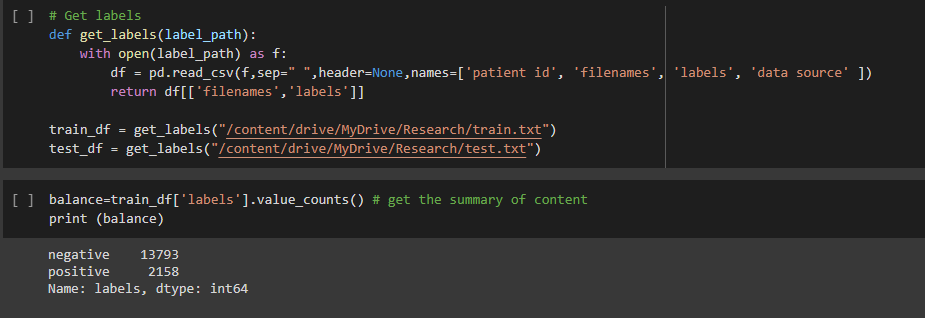 [ ] # Get labels
def get_labels(label_path):
    with open(label_path) as f:
        df = pd.read_csv(f,sep=" ",header=None,names=['patient id', 'filenames', 'labels', 'data source' ])
        return df[['filenames','labels']]
train_df = get_labels("/content/drive/MyDrive/Research/train.txt")
test_df = get_labels("/content/drive/MyDrive/Research/test.txt")
[ ] balance=train_df['labels'].value_counts() # get the summary of content
print (balance)
negative    13793
positive     2158
Name: labels, dtype: int64